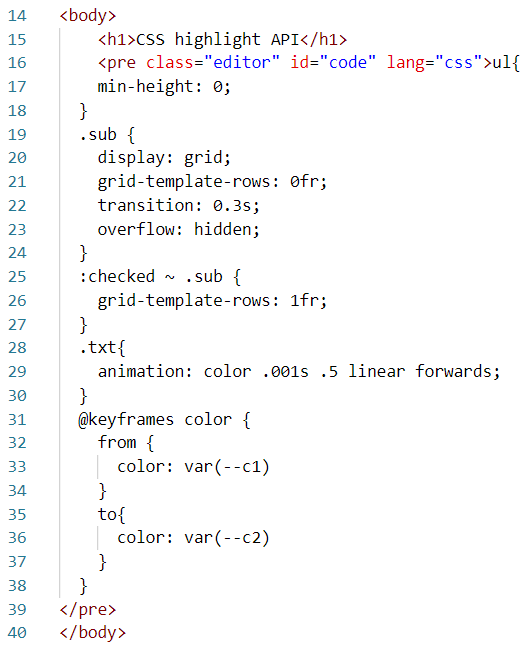 14 <body>
15     <h1>CSS highlight API</h1>
16     <pre class="editor" id="code" lang="css">ul{
17     min-height: 0;
18   }
19   .sub {
20     display: grid;
21     grid-template-rows: 0fr;
22     transition: 0.3s;
23     overflow: hidden;
24   }
25   :checked ~ .sub {
26     grid-template-rows: 1fr;
27   }
28   .txt{
29     animation: color .001s .5 linear forwards;
30   }
31   @keyframes color {
32     from {
33       color: var(--c1)
34     }
35     to{
36       color: var(--c2)
37     }
38   }
39 </pre>
40 </body>